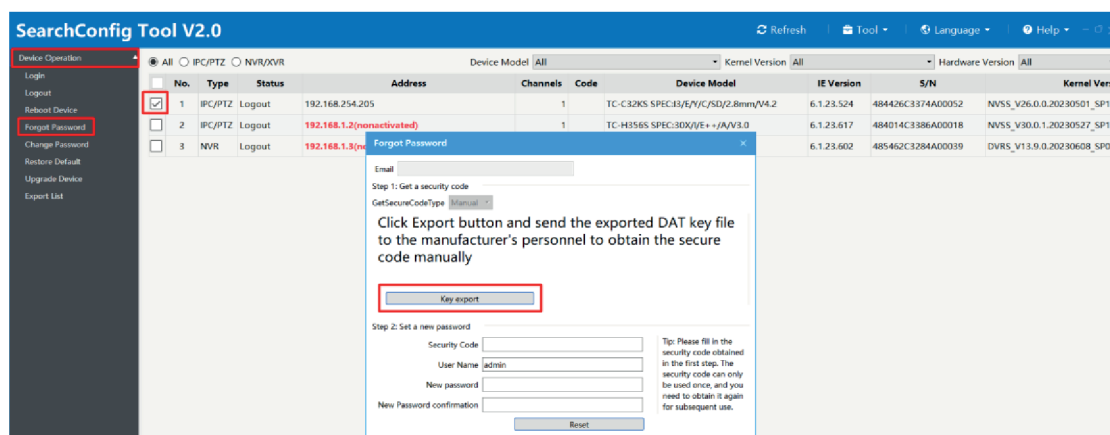 SearchConfig Tool V2.0
Refresh Tool Language Help
Device Operation
Login
Logout
Reboot Device
Forgot Password
Change Password
Restore Default
Upgrade Device
Export List
All IPC/PTZ NVR/XVR Device Model All Kernel Version All Hardware Version All
No. Type Status Address Channels Code Device Model IE Version S/N Kernel Ver
1 IPC/PTZ Logout 192.168.254.205 1 TC-C32KS SPEC:I3/E/Y/C/SD/2.8mm/V4.2 6.1.23.524 484426C3374A00052 NVSS_V26.0.0.20230501_SP1
2 IPC/PTZ Logout 192.168.1.2(nonactivated) 1 TC-H356S SPEC:30X/I/E++/A/V3.0 6.1.23.617 484014C3386A00018 NVSS_V30.0.1.20230527_SP1
3 NVR Logout 192.168.1.3(no 6.1.23.602 485462C3284A00039 DVRS_V13.9.0.20230608_SP0
Forgot Password
Email
Step 1: Get a security code
GetSecureCodeType Manual
Click Export button and send the exported DAT key file
to the manufacturer's personnel to obtain the secure
code manually
Key export
Step 2: Set a new password
Security Code
User Name admin
New password
New Password confirmation
Tip: Please fill in the
security code obtained
in the first step. The
security code can only
be used once, and you
need to obtain it again
for subsequent use.
Reset